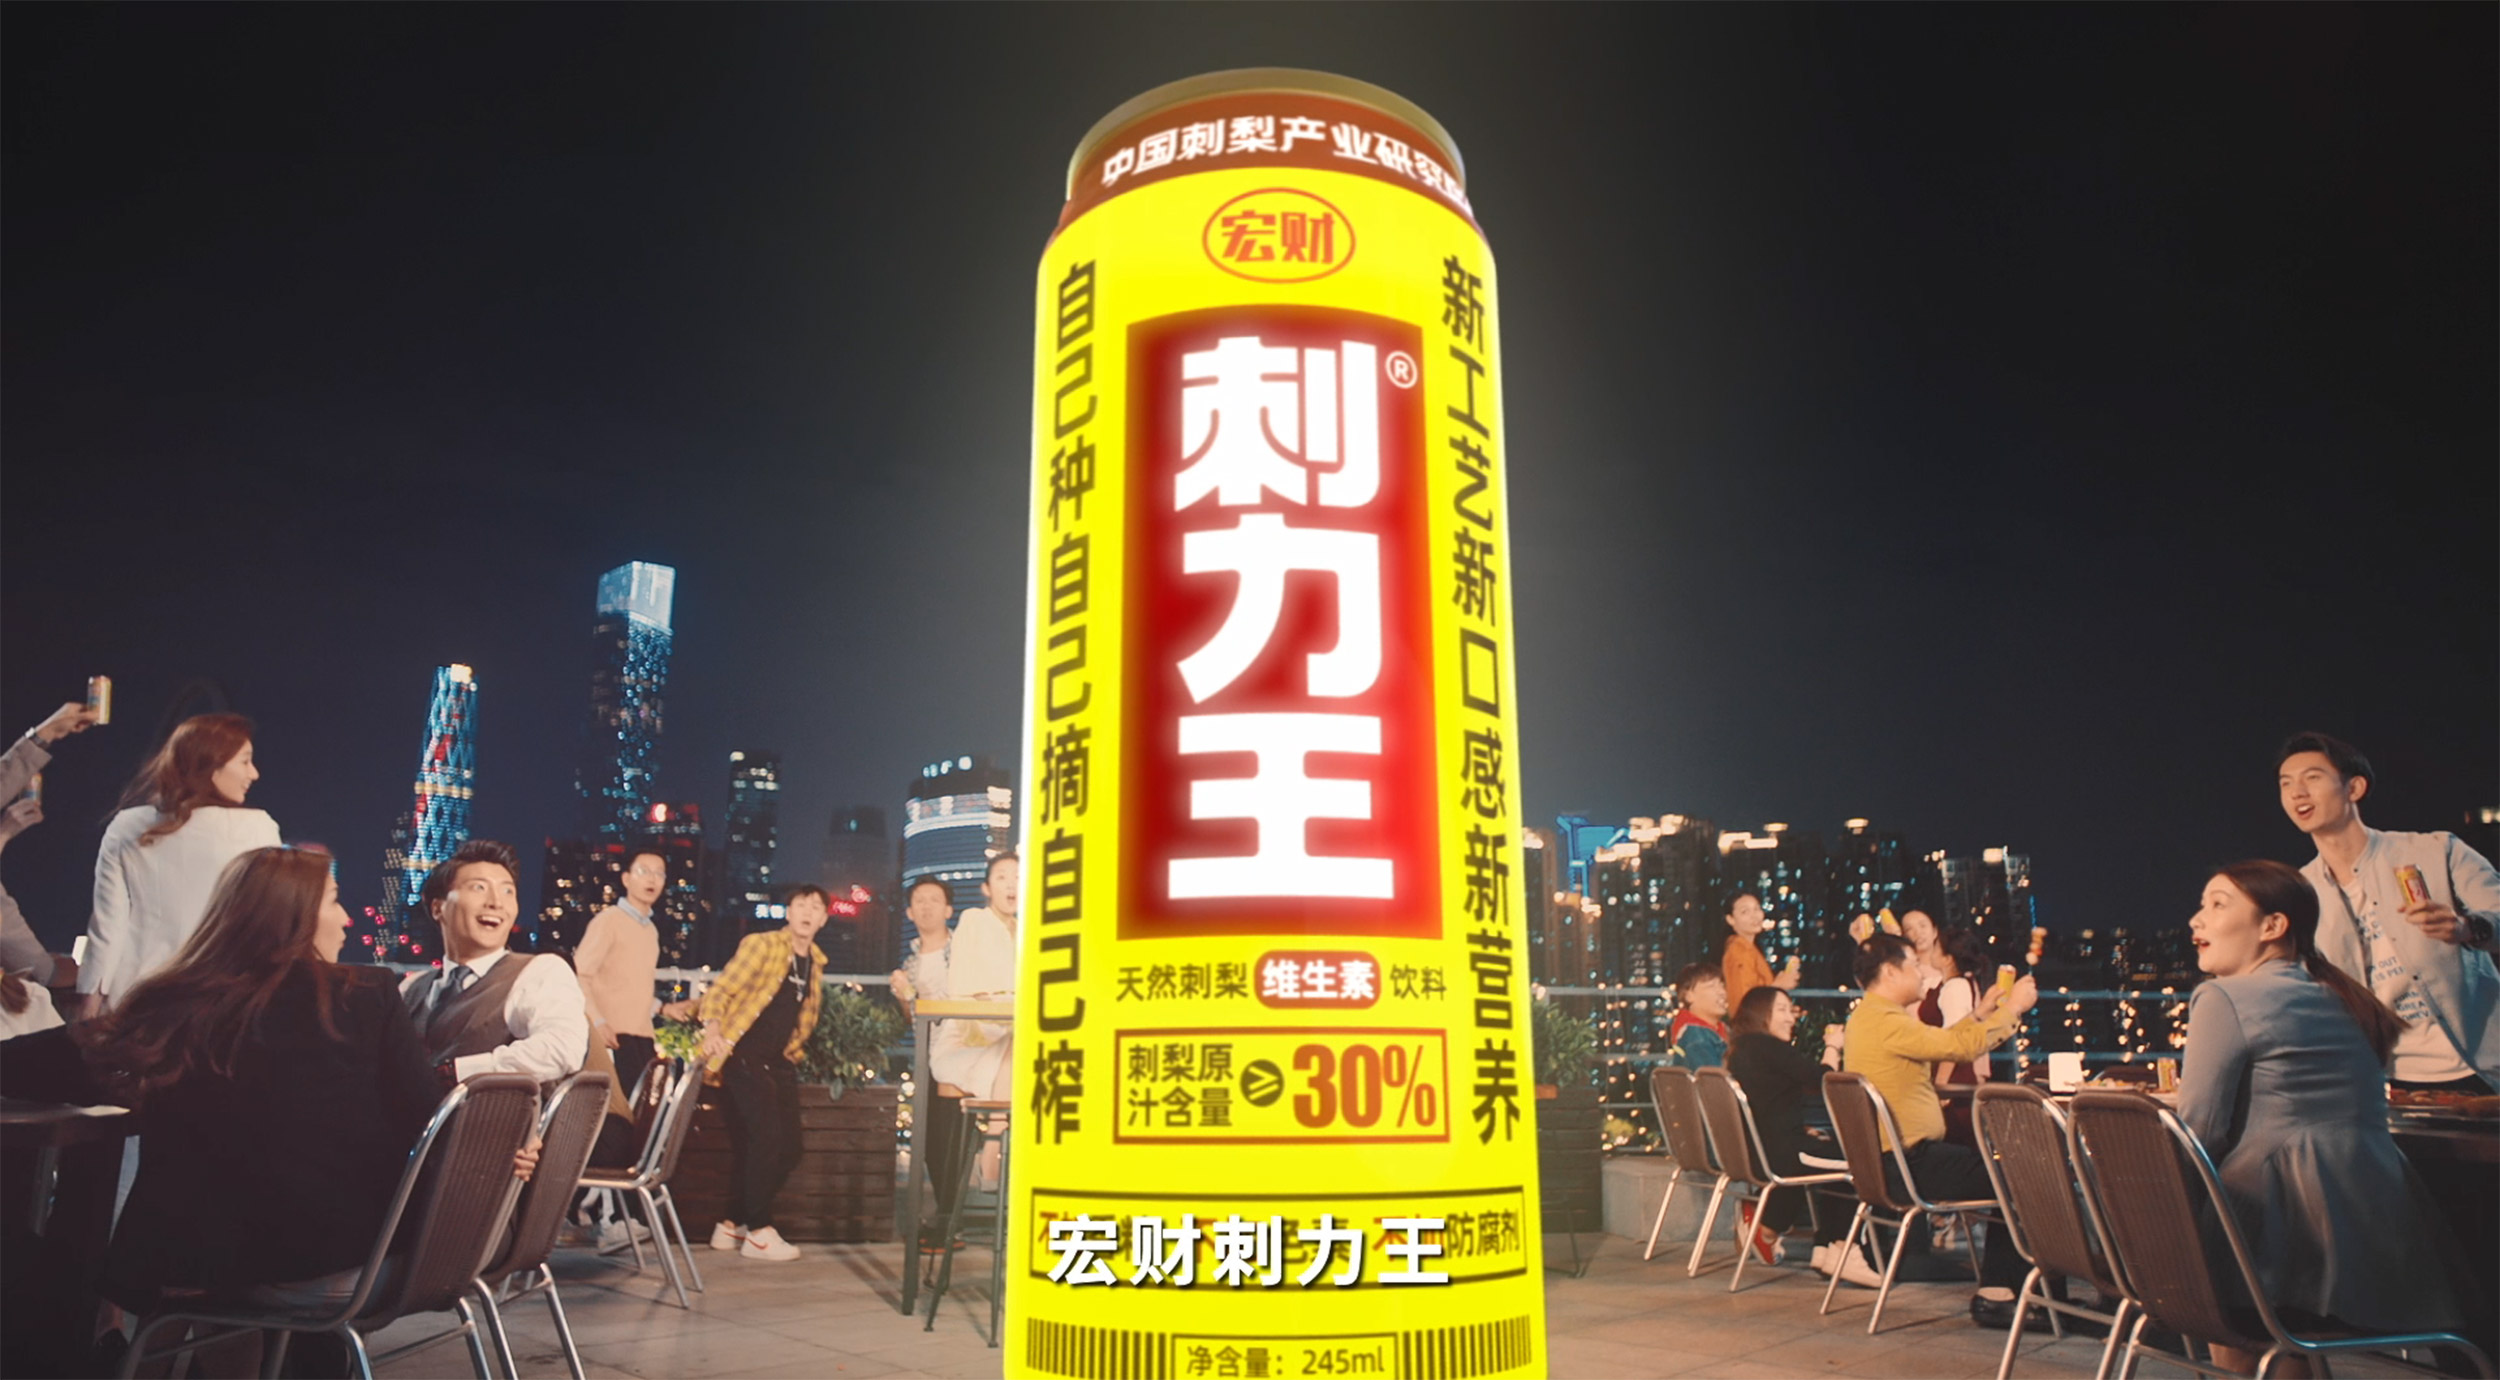 中国刺梨产业研究
宏财
自己种自己摘自己榨
刺力王®
新工艺新口感新营养
天然刺梨 维生素 饮料
刺梨原汁含量≥30%
防腐剂
宏财刺力王
净含量：245ml